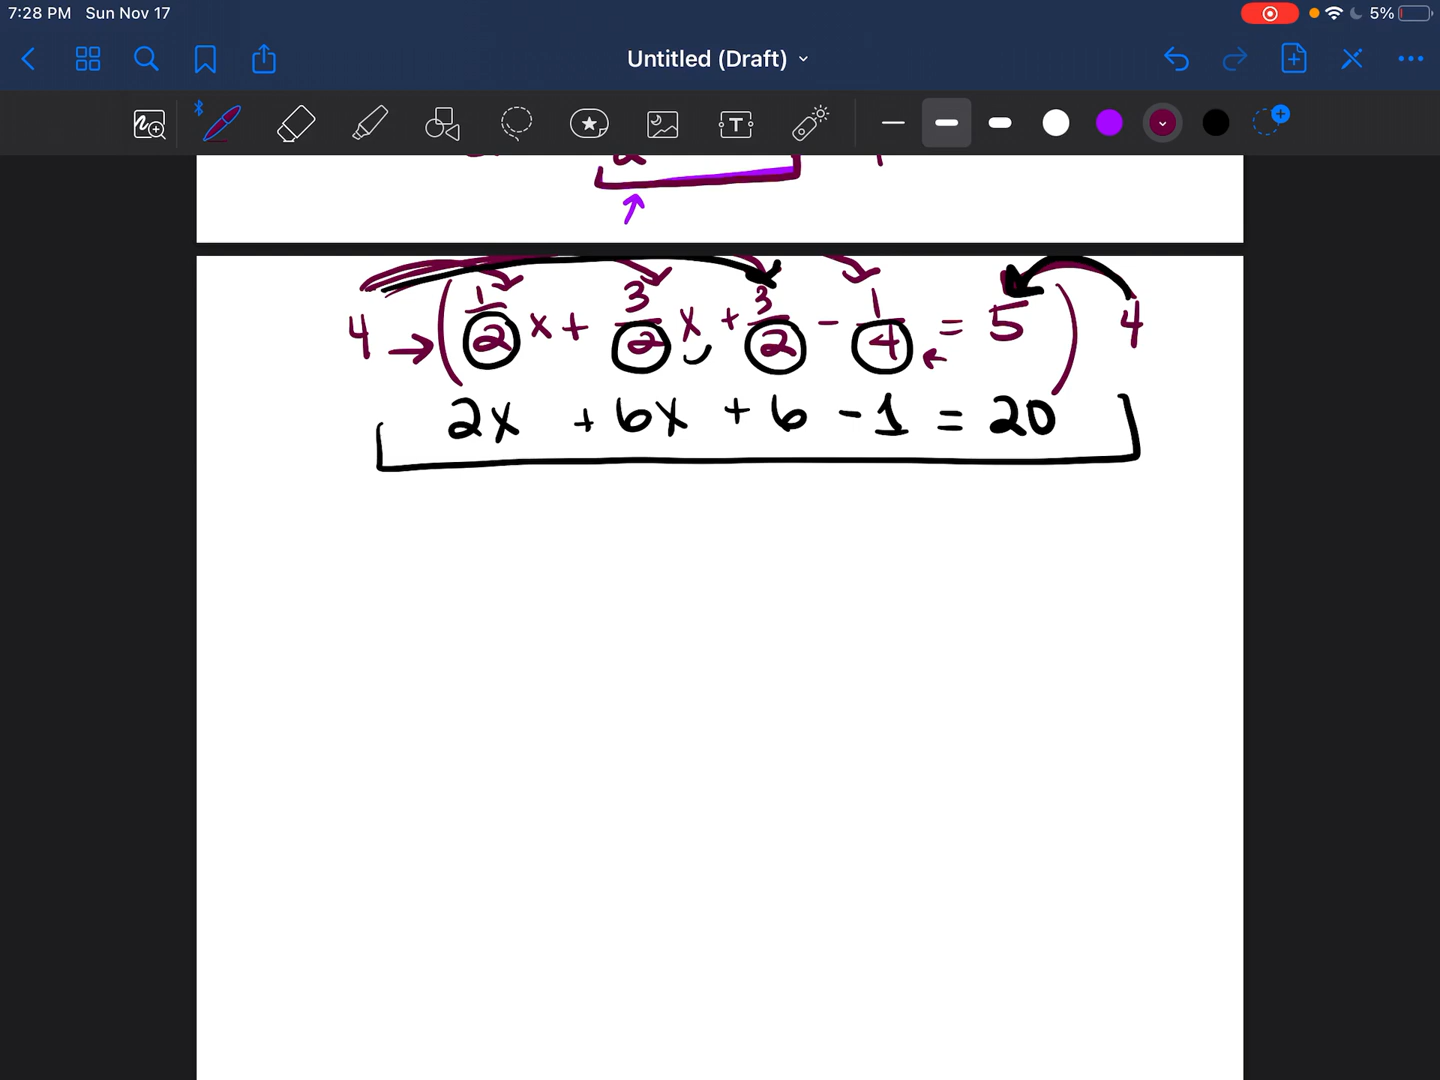 7:28 PM Sun Nov 17
5%
Untitled (Draft)
T
2
4 → ( 1/2 x + 3/2 x + 3/2 - 1/4 = 5 ) 4
2x + 6x + 6 - 1 = 20